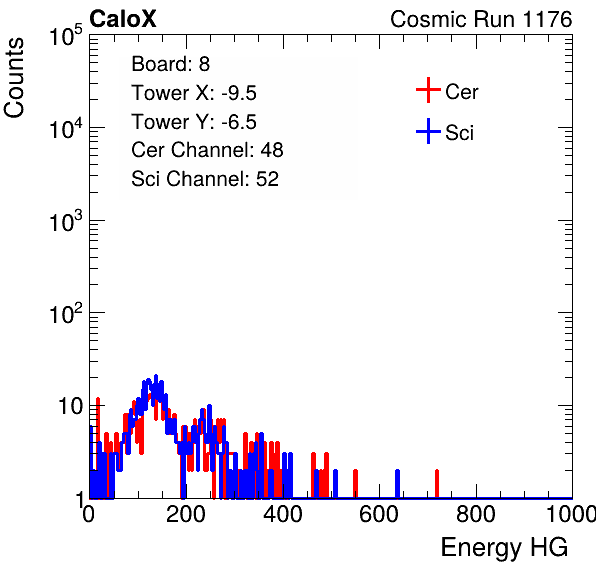 CaloX
Cosmic Run 1176
Counts
10^5
10^4
10^3
10^2
10
1
Board: 8
Tower X: -9.5
Tower Y: -6.5
Cer Channel: 48
Sci Channel: 52
Cer
Sci
0 200 400 600 800 1000
Energy HG